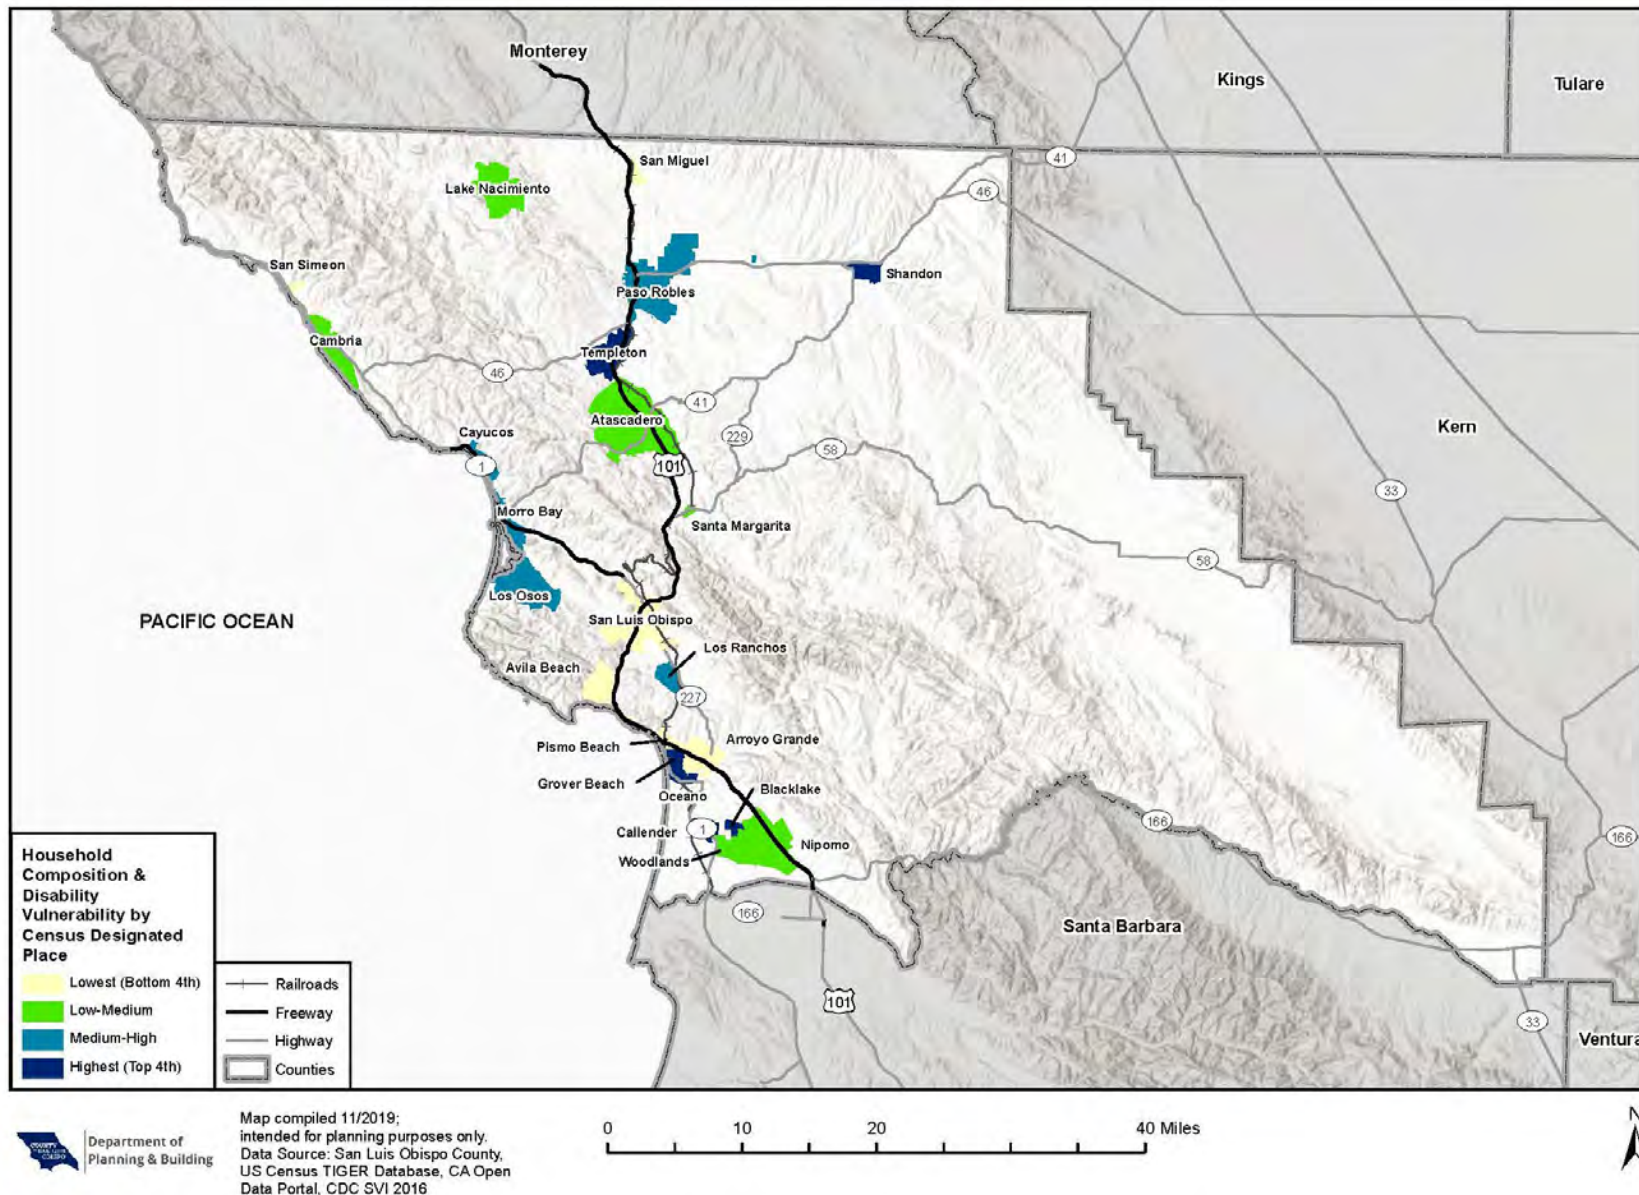 Monterey
Kings
Tulare
San Miguel
41
Lake Nacimiento
46
San Simeon
Shandon
Paso Robles
Cambria
Templeton
46
41
Atascadero
Kern
Cayucos
229
58
1
101
33
Morro Bay
Santa Margarita
58
Los Osos
PACIFIC OCEAN
San Luis Obispo
Los Ranchos
Avila Beach
227
Pismo Beach
Arroyo Grande
Grover Beach
Blacklake
Oceano
166
Callender
1
166
Woodlands
Nipomo
166
Santa Barbara
101
33
Ventura
Household
Composition &
Disability
Vulnerability by
Census Designated
Place
Lowest (Bottom 4th)
Low-Medium
Medium-High
Highest (Top 4th)
Railroads
Freeway
Highway
Counties
Department of
Planning & Building
Map compiled 11/2019;
intended for planning purposes only.
Data Source: San Luis Obispo County,
US Census TIGER Database, CA Open
Data Portal, CDC SVI 2016
0 10 20 40 Miles